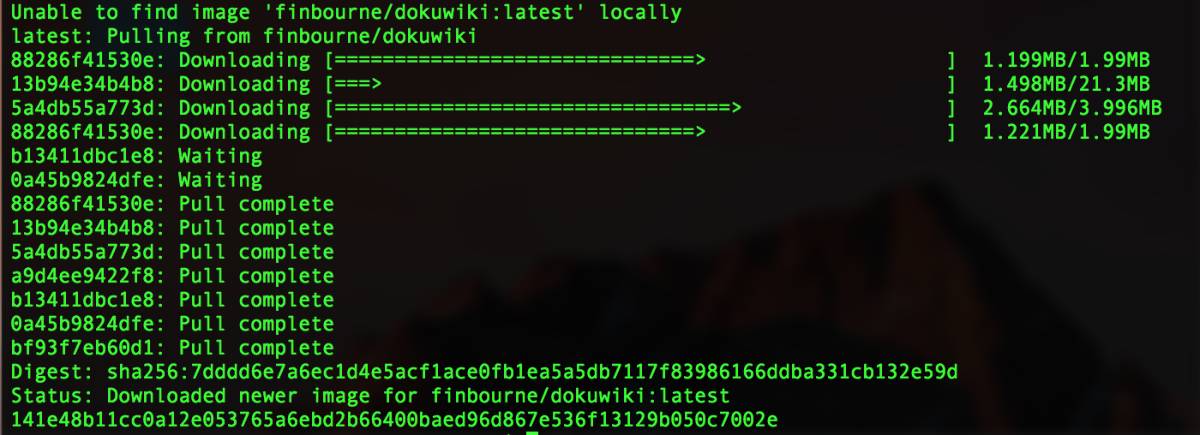 Unable to find image 'finbourne/dokuwiki:latest' locally
latest: Pulling from finbourne/dokuwiki
88286f41530e: Downloading [==============================>                    ]  1.199MB/1.99MB
13b94e34b4b8: Downloading [===>                                               ]  1.498MB/21.3MB
5a4db55a773d: Downloading [=================================>                 ]  2.664MB/3.996MB
88286f41530e: Downloading [==============================>                    ]  1.221MB/1.99MB
b13411dbc1e8: Waiting
0a45b9824dfe: Waiting
88286f41530e: Pull complete
13b94e34b4b8: Pull complete
5a4db55a773d: Pull complete
a9d4ee9422f8: Pull complete
b13411dbc1e8: Pull complete
0a45b9824dfe: Pull complete
bf93f7eb60d1: Pull complete
Digest: sha256:7dddd6e7a6ec1d4e5acf1ace0fb1ea5a5db7117f83986166ddba331cb132e59d
Status: Downloaded newer image for finbourne/dokuwiki:latest
141e48b11cc0a12e053765a6ebd2b66400baed96d867e536f13129b050c7002e